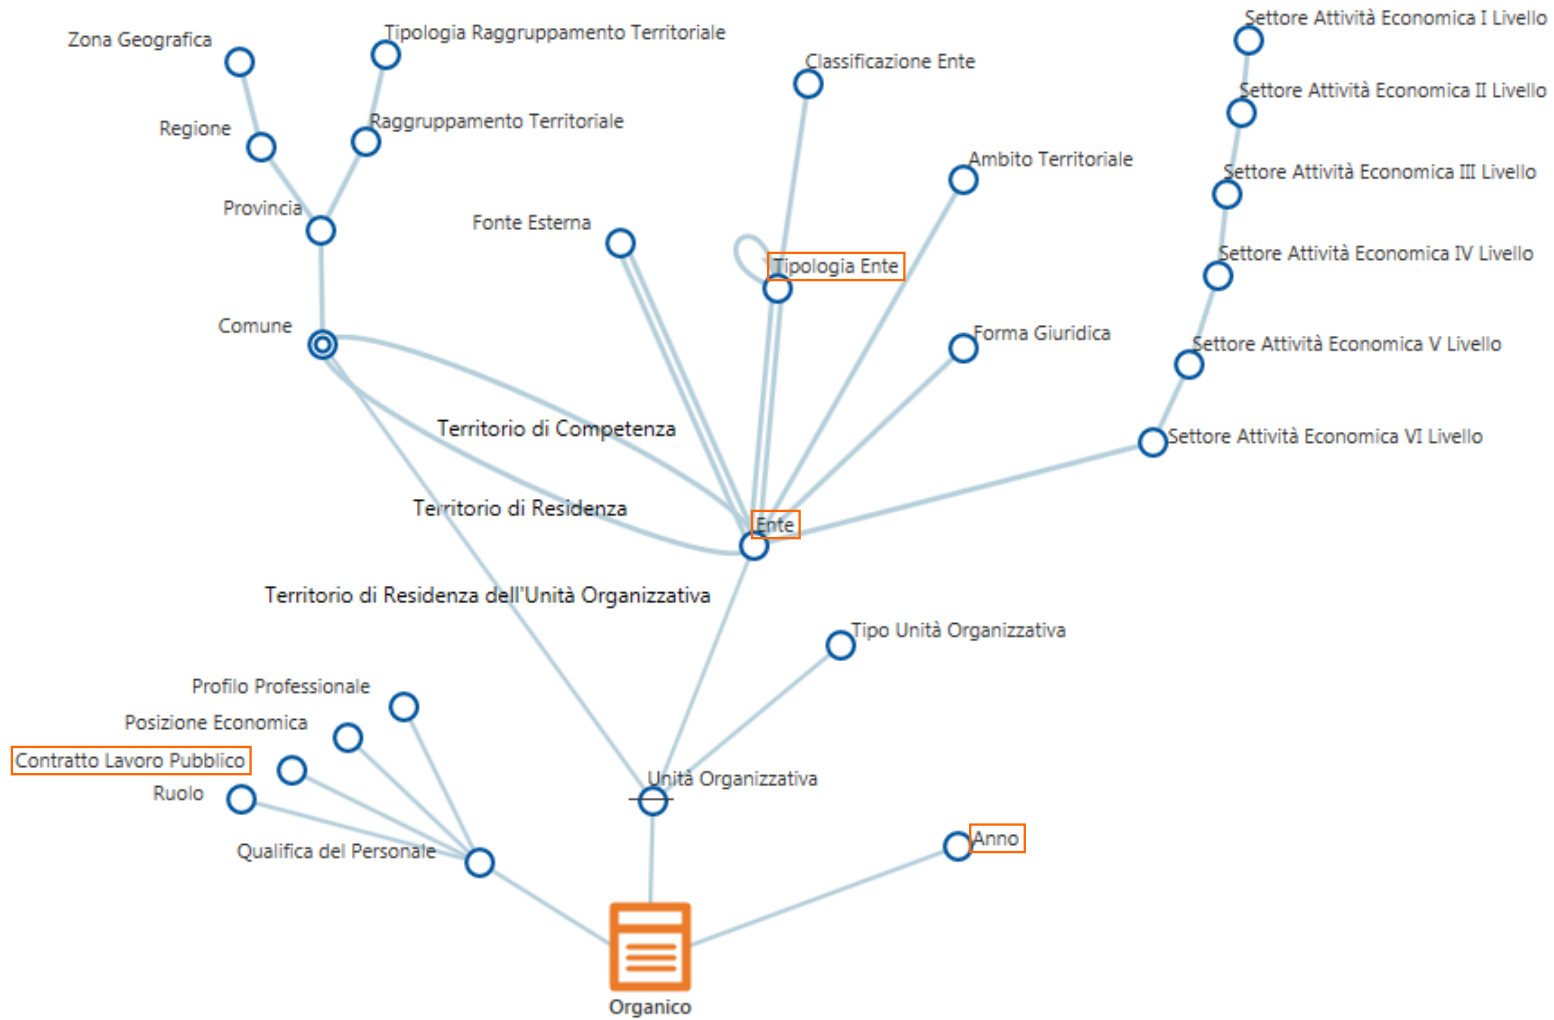 Settore Attività Economica I Livello
Zona Geografica
Tipologia Raggruppamento Territoriale
Classificazione Ente
Settore Attività Economica II Livello
Regione
Raggruppamento Territoriale
Ambito Territoriale
Settore Attività Economica III Livello
Provincia
Fonte Esterna
Settore Attività Economica IV Livello
Tipologia Ente
Comune
Forma Giuridica
Settore Attività Economica V Livello
Territorio di Competenza
Settore Attività Economica VI Livello
Territorio di Residenza
Ente
Territorio di Residenza dell'Unità Organizzativa
Tipo Unità Organizzativa
Profilo Professionale
Posizione Economica
Contratto Lavoro Pubblico
Unità Organizzativa
Ruolo
Anno
Qualifica del Personale
Organico